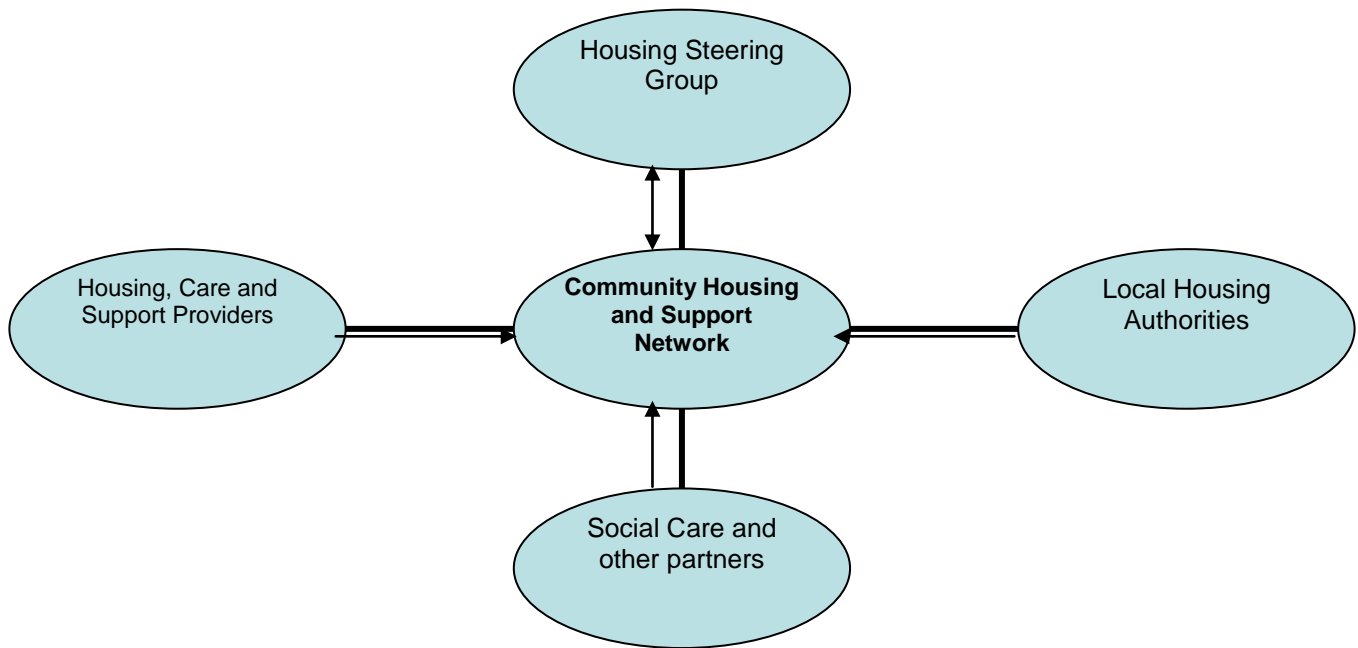 Housing Steering
Group
Housing, Care and
Support Providers
Community Housing
and Support
Network
Local Housing
Authorities
Social Care and
other partners